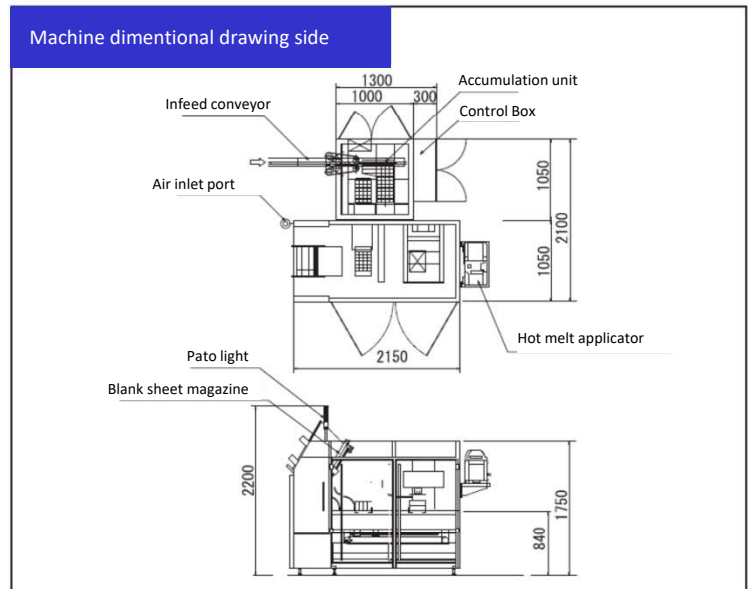 Machine dimentional drawing side
1300
Accumulation unit
1000
300
Infeed conveyor
Control Box
1050
Air inlet port
2100
1050
Hot melt applicator
2150
Pato light
Blank sheet magazine
2200
1750
840